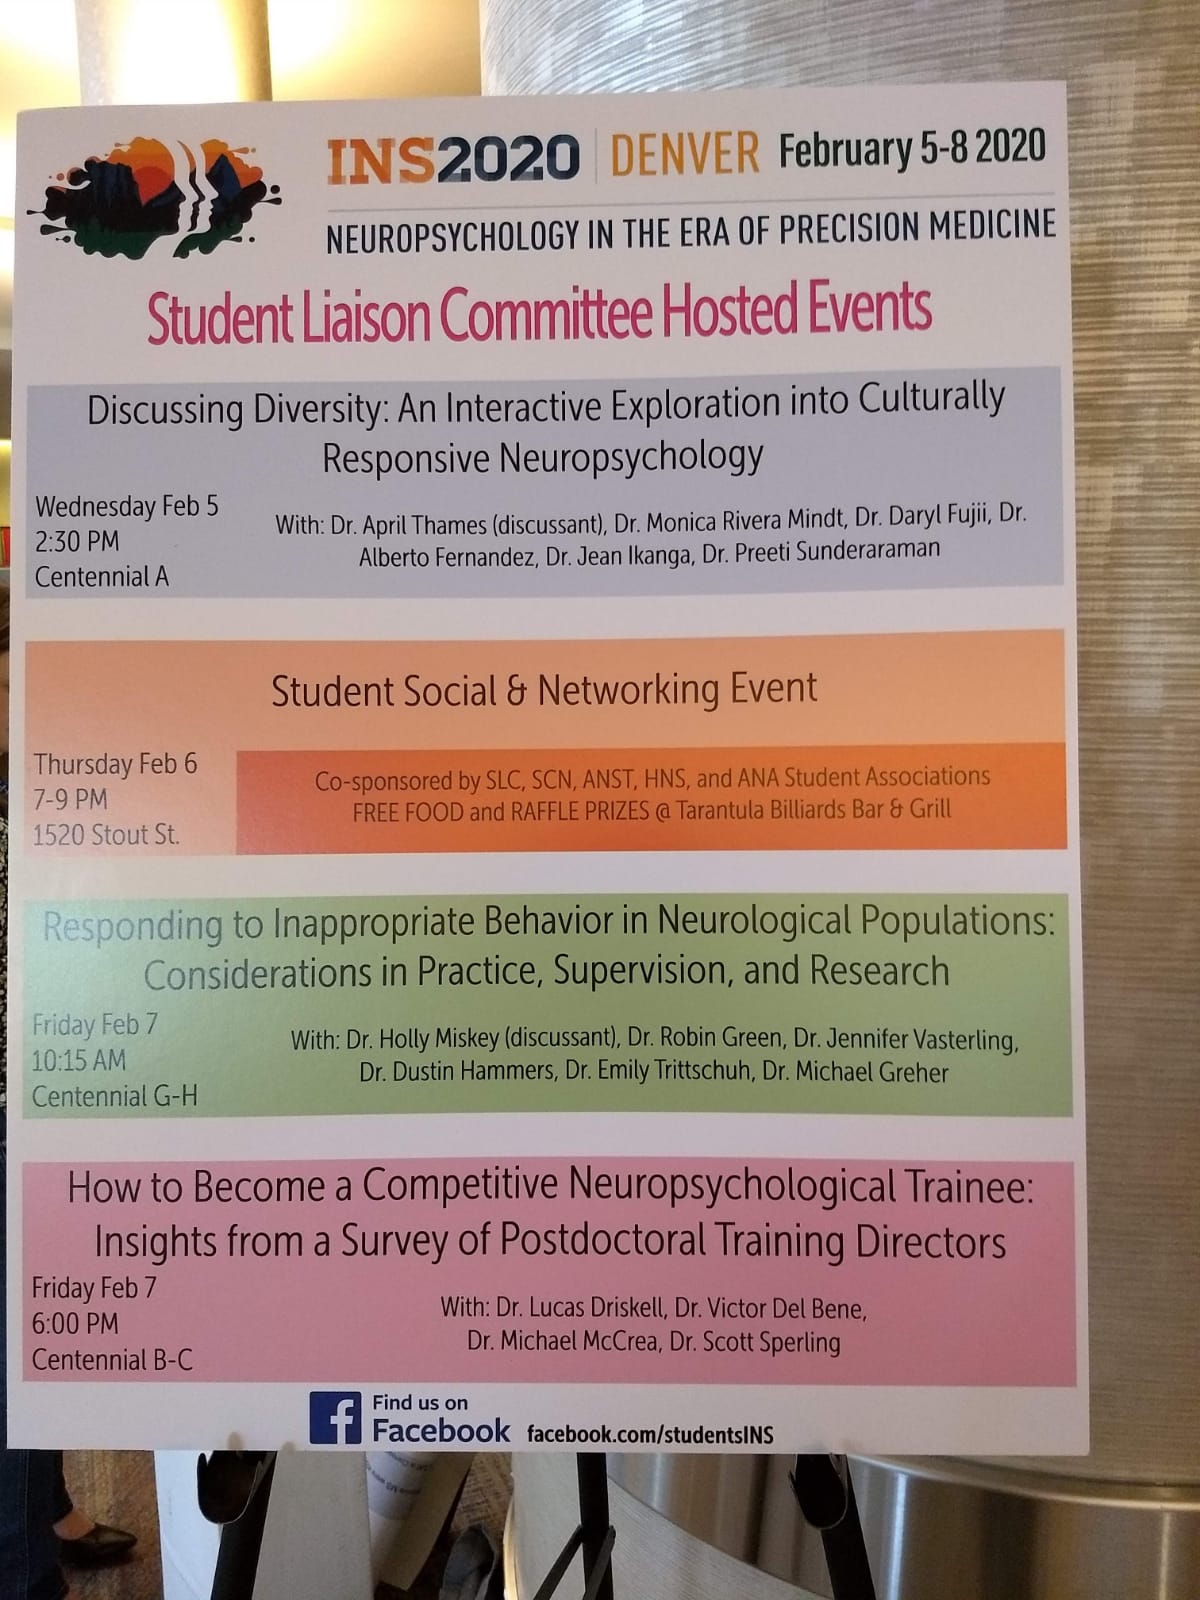 INS2020 | DENVER February 5-8 2020
NEUROPSYCHOLOGY IN THE ERA OF PRECISION MEDICINE
Student Liaison Committee Hosted Events
Discussing Diversity: An Interactive Exploration into Culturally
Responsive Neuropsychology
Wednesday Feb 5
2:30 PM
Centennial A
With: Dr. April Thames (discussant), Dr. Monica Rivera Mindt, Dr. Daryl Fujii, Dr.
Alberto Fernandez, Dr. Jean Ikanga, Dr. Preeti Sunderaraman
Student Social & Networking Event
Thursday Feb 6
7-9 PM
1520 Stout St.
Co-sponsored by SLC, SCN, ANST, HNS, and ANA Student Associations
FREE FOOD and RAFFLE PRIZES @ Tarantula Billiards Bar & Grill
Responding to Inappropriate Behavior in Neurological Populations:
Considerations in Practice, Supervision, and Research
Friday Feb 7
10:15 AM
Centennial G-H
With: Dr. Holly Miskey (discussant), Dr. Robin Green, Dr. Jennifer Vasterling,
Dr. Dustin Hammers, Dr. Emily Trittschuh, Dr. Michael Greher
How to Become a Competitive Neuropsychological Trainee:
Insights from a Survey of Postdoctoral Training Directors
Friday Feb 7
6:00 PM
Centennial B-C
With: Dr. Lucas Driskell, Dr. Victor Del Bene,
Dr. Michael McCrea, Dr. Scott Sperling
Find us on
Facebook facebook.com/studentsINS